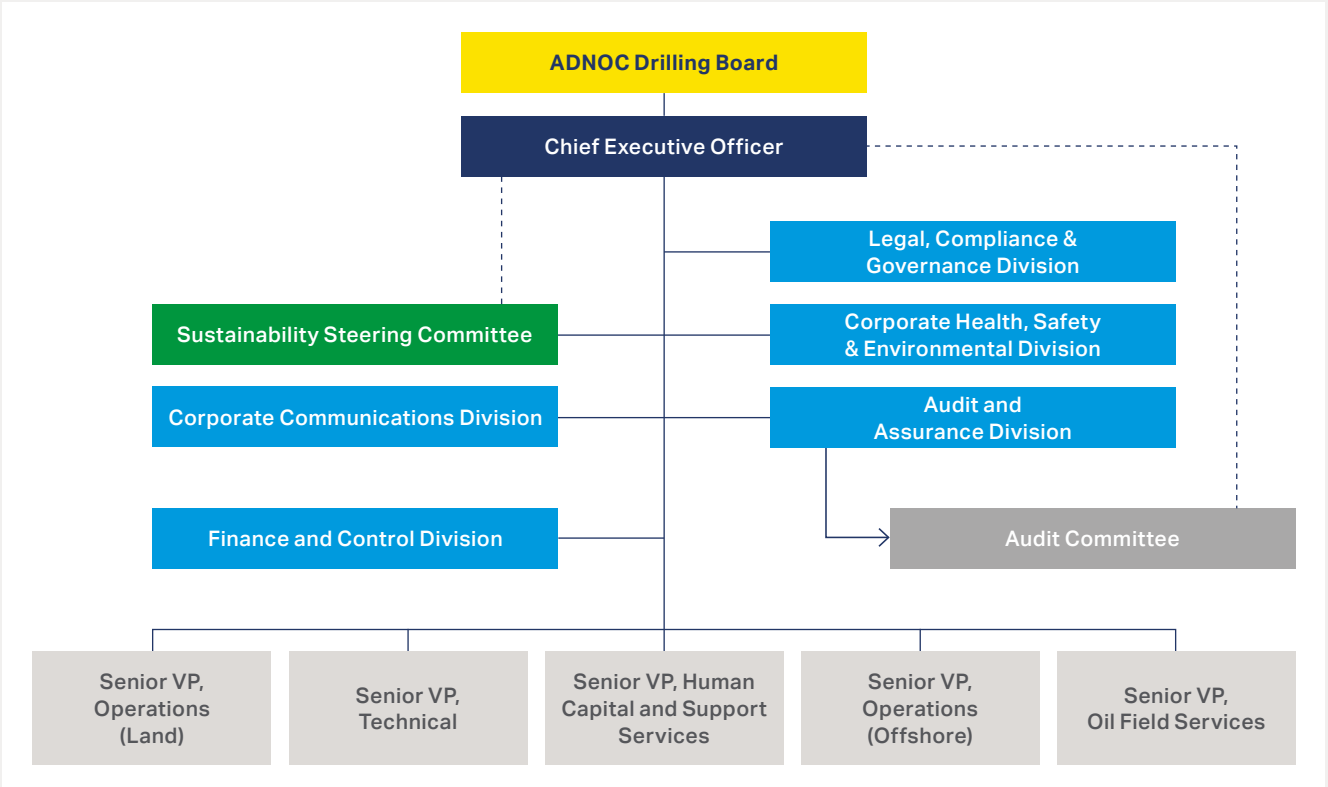 ADNOC Drilling Board
Chief Executive Officer
Legal, Compliance &
Governance Division
Sustainability Steering Committee
Corporate Health, Safety
& Environmental Division
Corporate Communications Division
Audit and
Assurance Division
Finance and Control Division
Audit Committee
Senior VP,
Operations
(Land)
Senior VP,
Technical
Senior VP, Human
Capital and Support
Services
Senior VP,
Operations
(Offshore)
Senior VP,
Oil Field Services